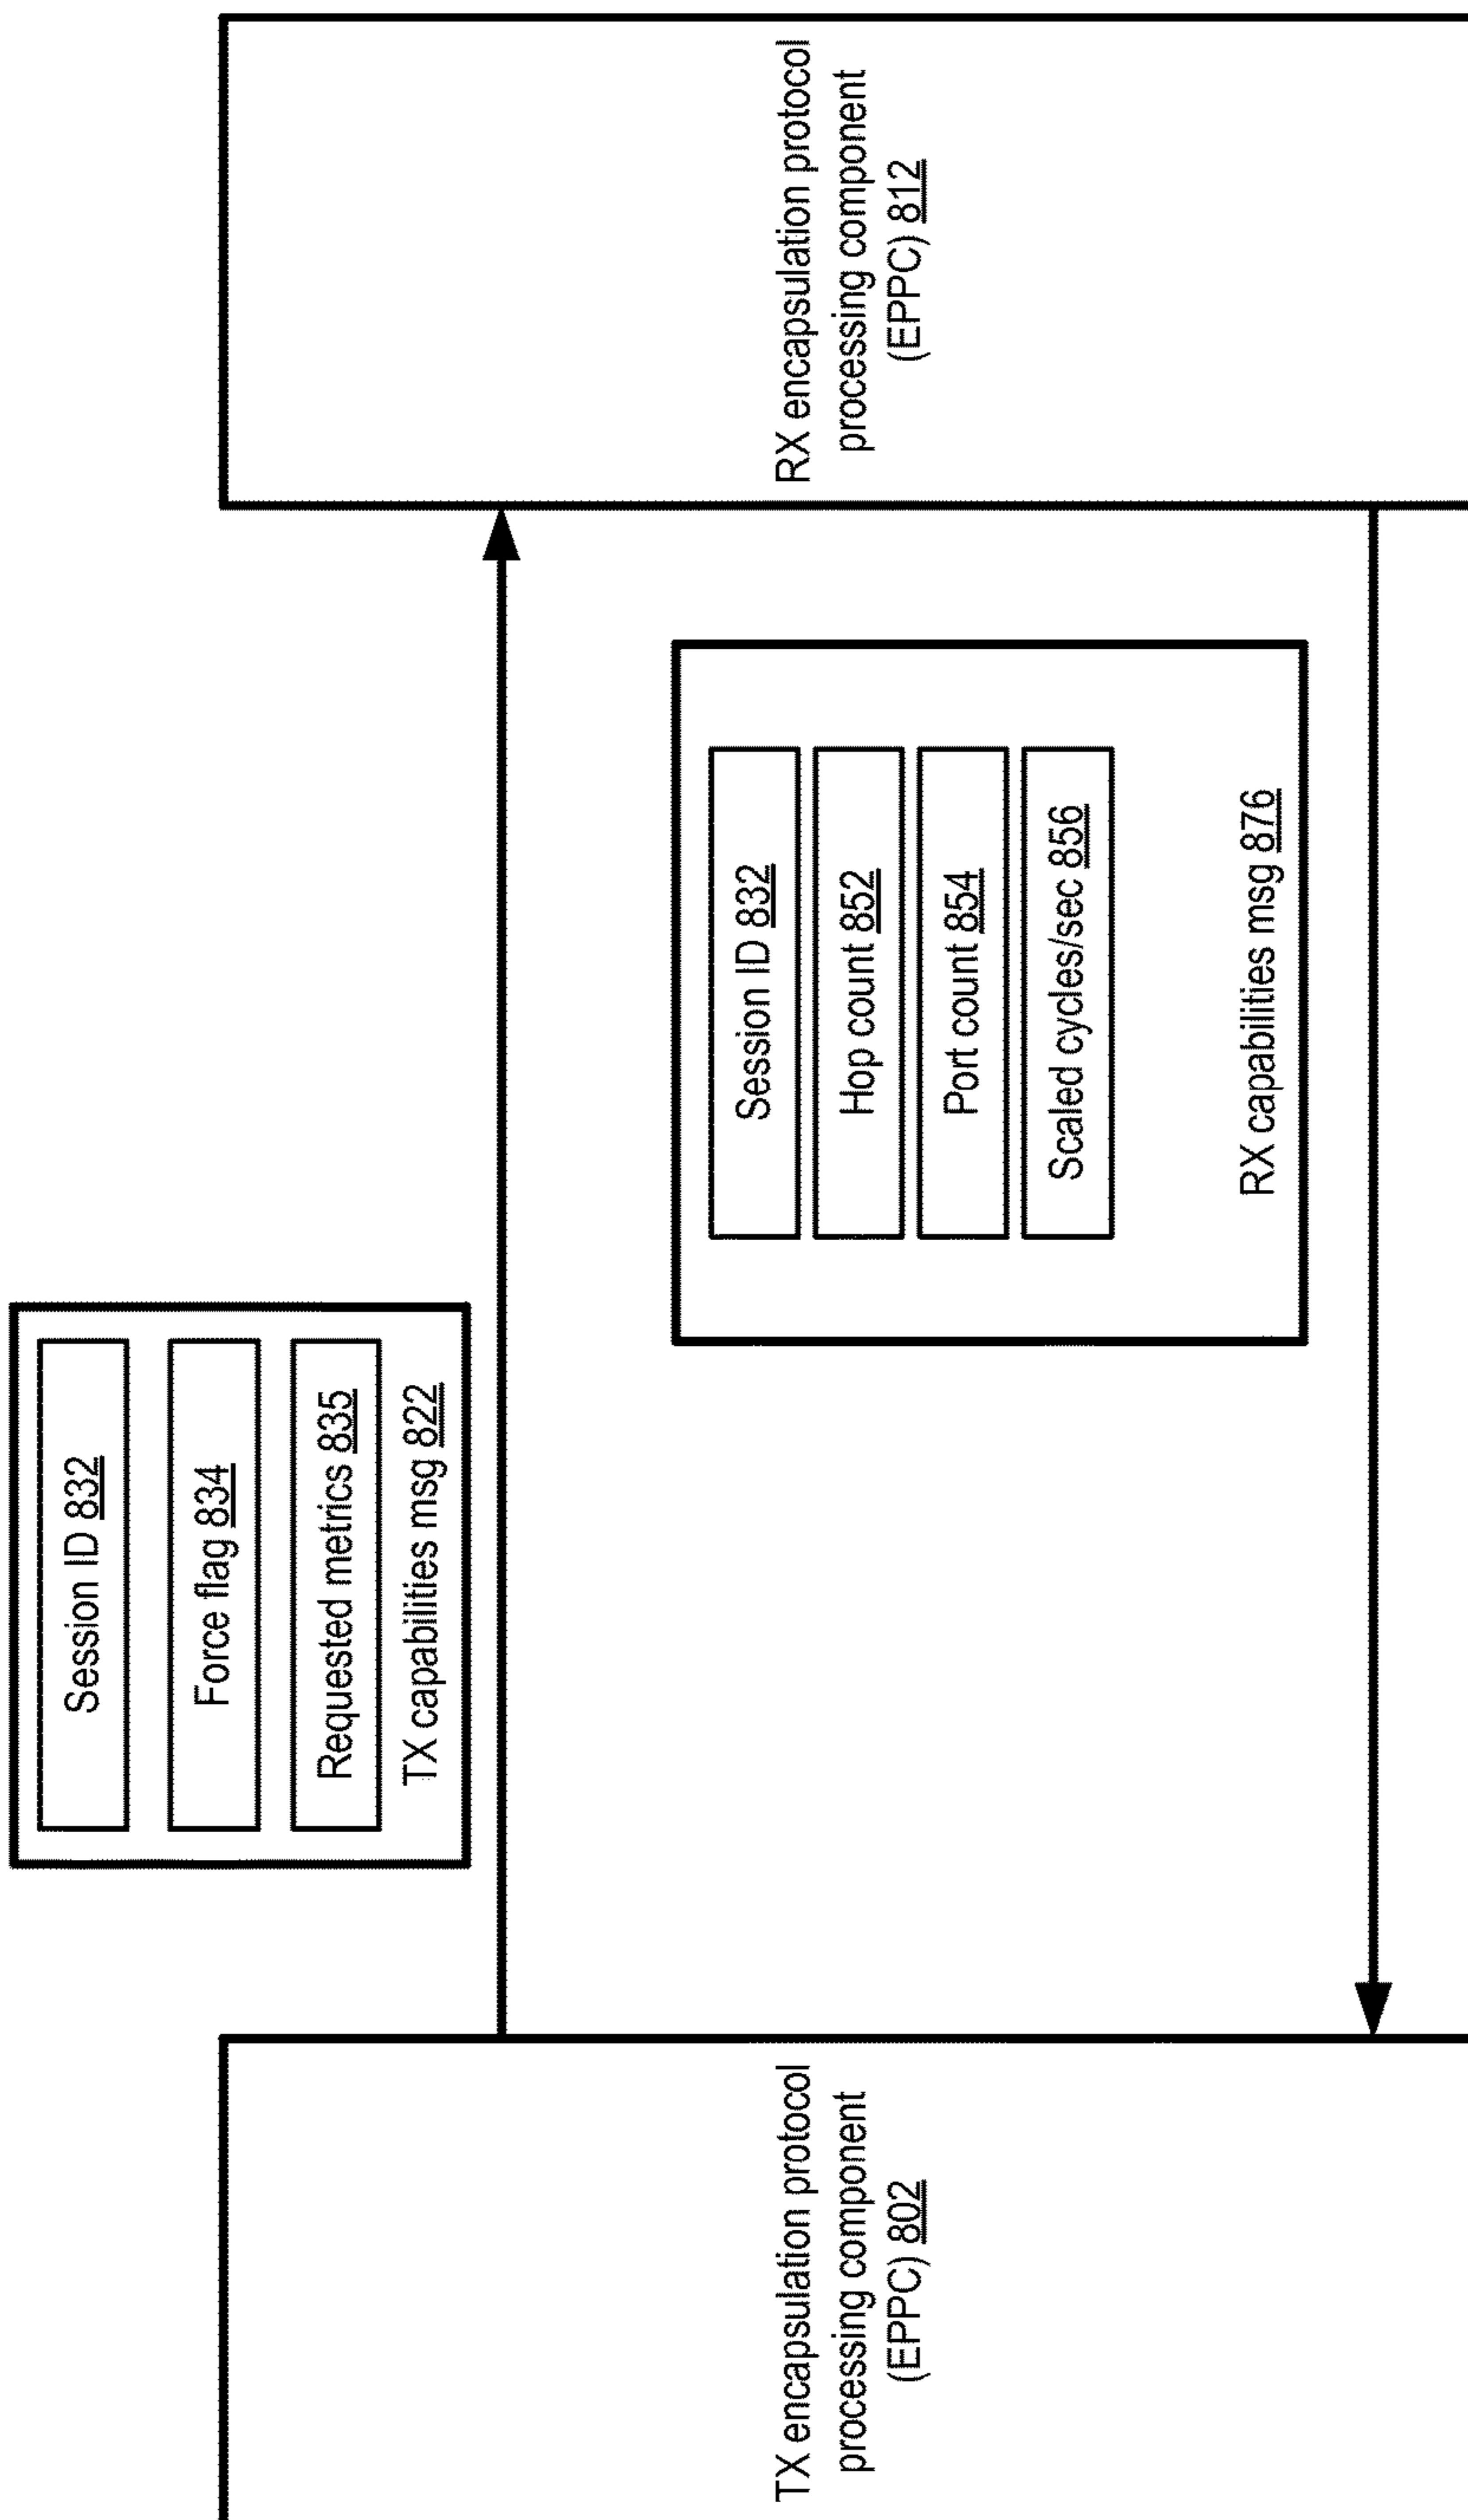 Session ID 832
Force flag 834
Requested metrics 835
TX capabilities msg 822
TX encapsulation protocol
processing component
(EPPC) 802
Session ID 832
Hop count 852
Port count 854
Scaled cycles/sec 856
RX capabilities msg 876
RX encapsulation protocol
processing component
(EPPC) 812